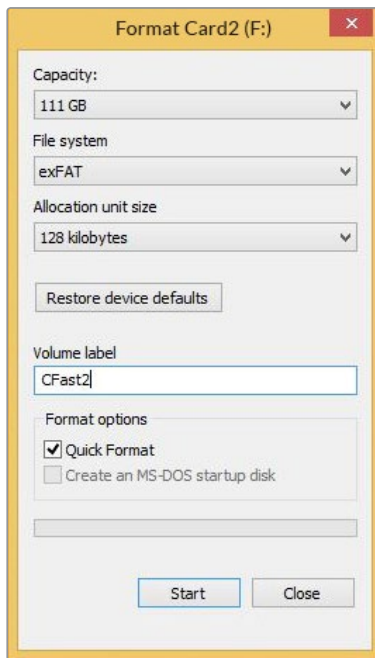 Format Card2 (F:)
Capacity:
111 GB
File system
exFAT
Allocation unit size
128 kilobytes
Restore device defaults
Volume label
CFast2
Format options
Quick Format
Create an MS-DOS startup disk
Start Close